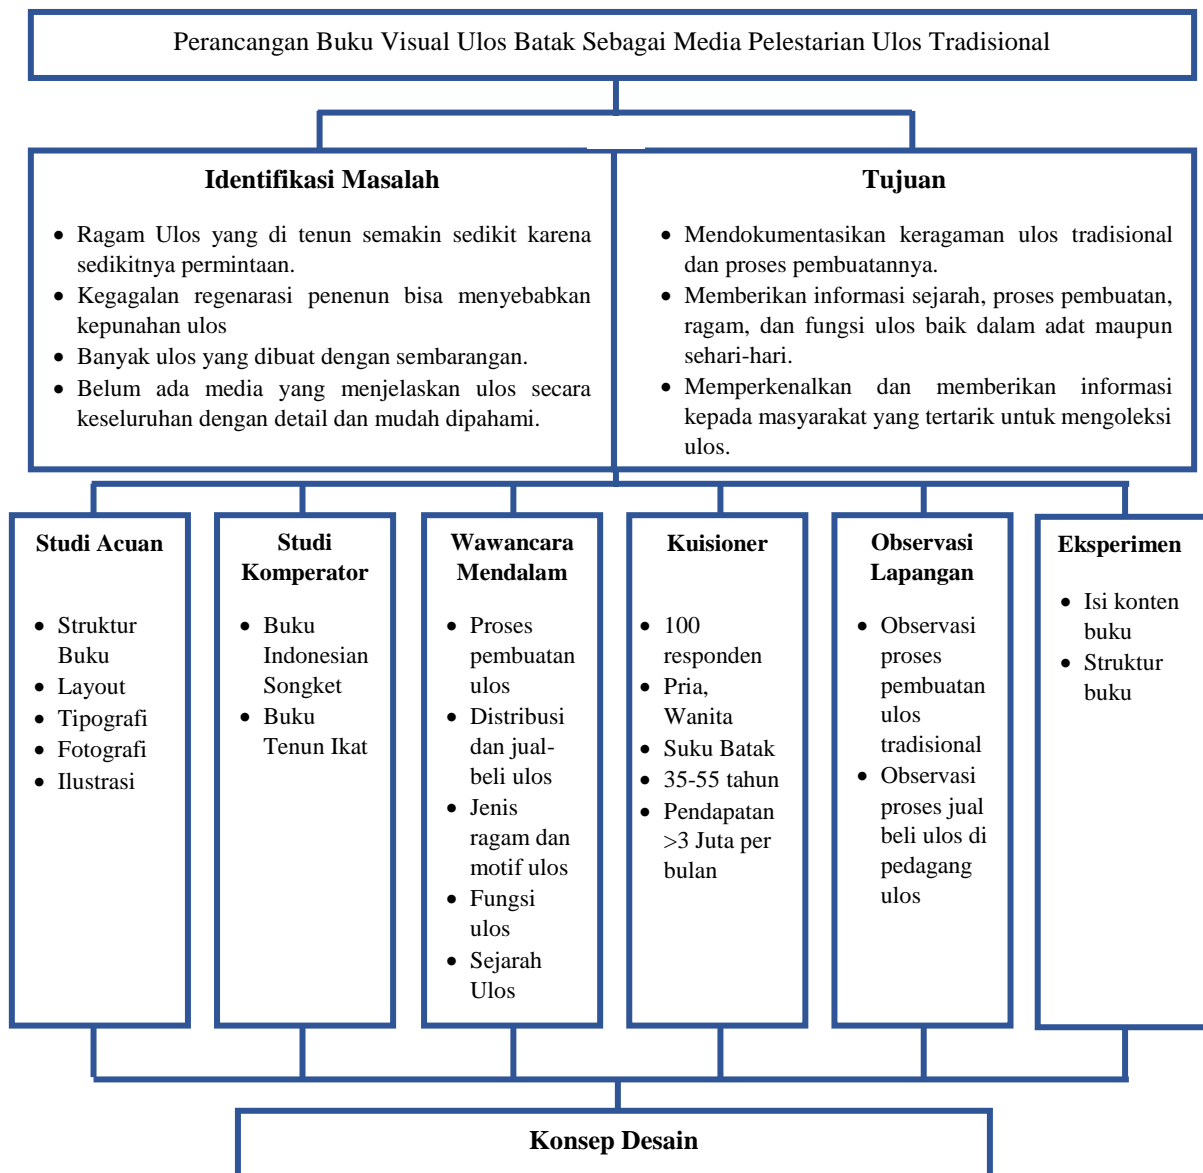 Perancangan Buku Visual Ulos Batak Sebagai Media Pelestarian Ulos Tradisional
Identifikasi Masalah
• Ragam Ulos yang di tenun semakin sedikit karena
sedikitnya permintaan.
• Kegagalan regenarasi penenun bisa menyebabkan
kepunahan ulos
• Banyak ulos yang dibuat dengan sembarangan.
• Belum ada media yang menjelaskan ulos secara
keseluruhan dengan detail dan mudah dipahami.
Tujuan
• Mendokumentasikan keragaman ulos tradisional
dan proses pembuatannya.
• Memberikan informasi sejarah, proses pembuatan,
ragam, dan fungsi ulos baik dalam adat maupun
sehari-hari.
• Memperkenalkan dan memberikan informasi
kepada masyarakat yang tertarik untuk mengoleksi
ulos.
Studi Acuan
• Struktur
Buku
• Layout
• Tipografi
• Fotografi
• Ilustrasi
Studi
Komperator
• Buku
Indonesian
Songket
• Buku
Tenun Ikat
Wawancara
Mendalam
• Proses
pembuatan
ulos
• Distribusi
dan jual-
beli ulos
• Jenis
ragam dan
motif ulos
• Fungsi
ulos
• Sejarah
Ulos
Kuisioner
• 100
responden
• Pria,
Wanita
• Suku Batak
• 35-55 tahun
• Pendapatan
>3 Juta per
bulan
Observasi
Lapangan
• Observasi
proses
pembuatan
ulos
tradisional
• Observasi
proses jual
beli ulos di
pedagang
ulos
Eksperimen
• Isi konten
buku
• Struktur
buku
Konsep Desain